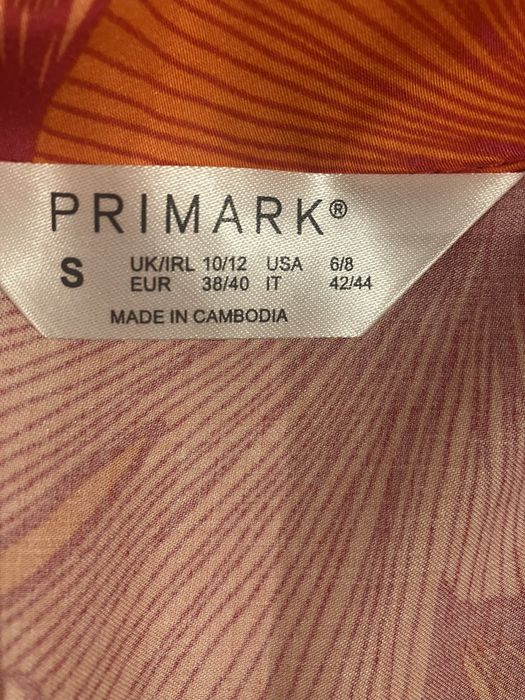 PRIMARK®
S UK/IRL 10/12 USA 6/8
EUR 38/40 IT 42/44
MADE IN CAMBODIA